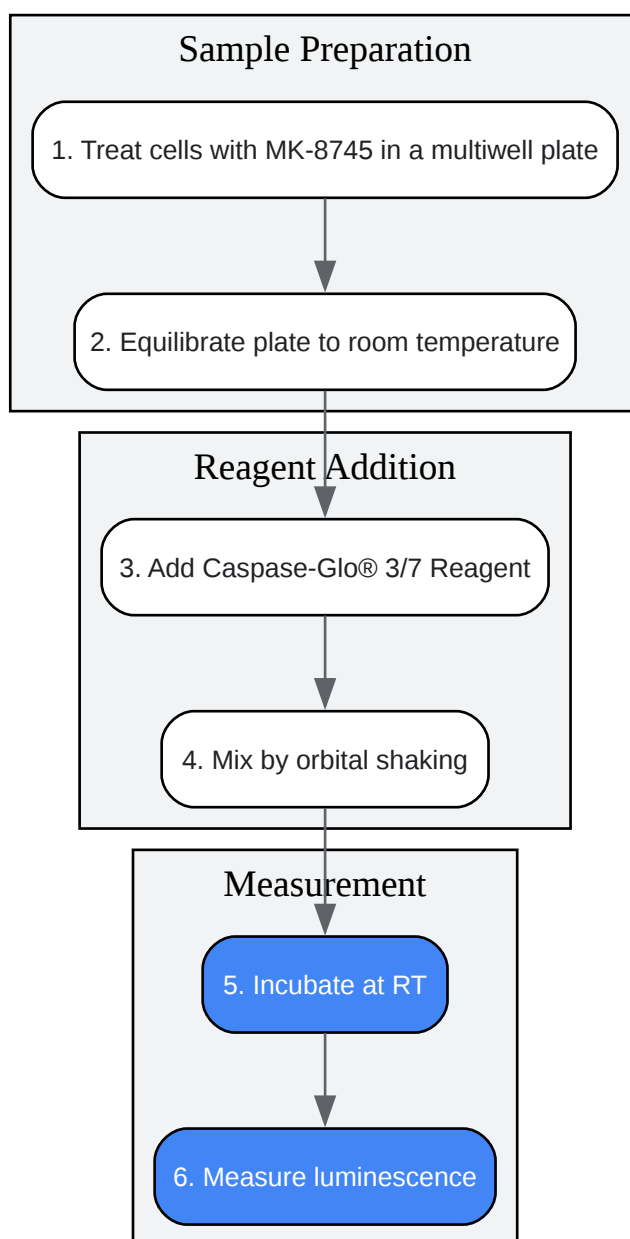 Sample Preparation
1. Treat cells with MK-8745 in a multiwell plate
2. Equilibrate plate to room temperature
Reagent Addition
3. Add Caspase-Glo® 3/7 Reagent
4. Mix by orbital shaking
Measurement
5. Incubate at RT
6. Measure luminescence